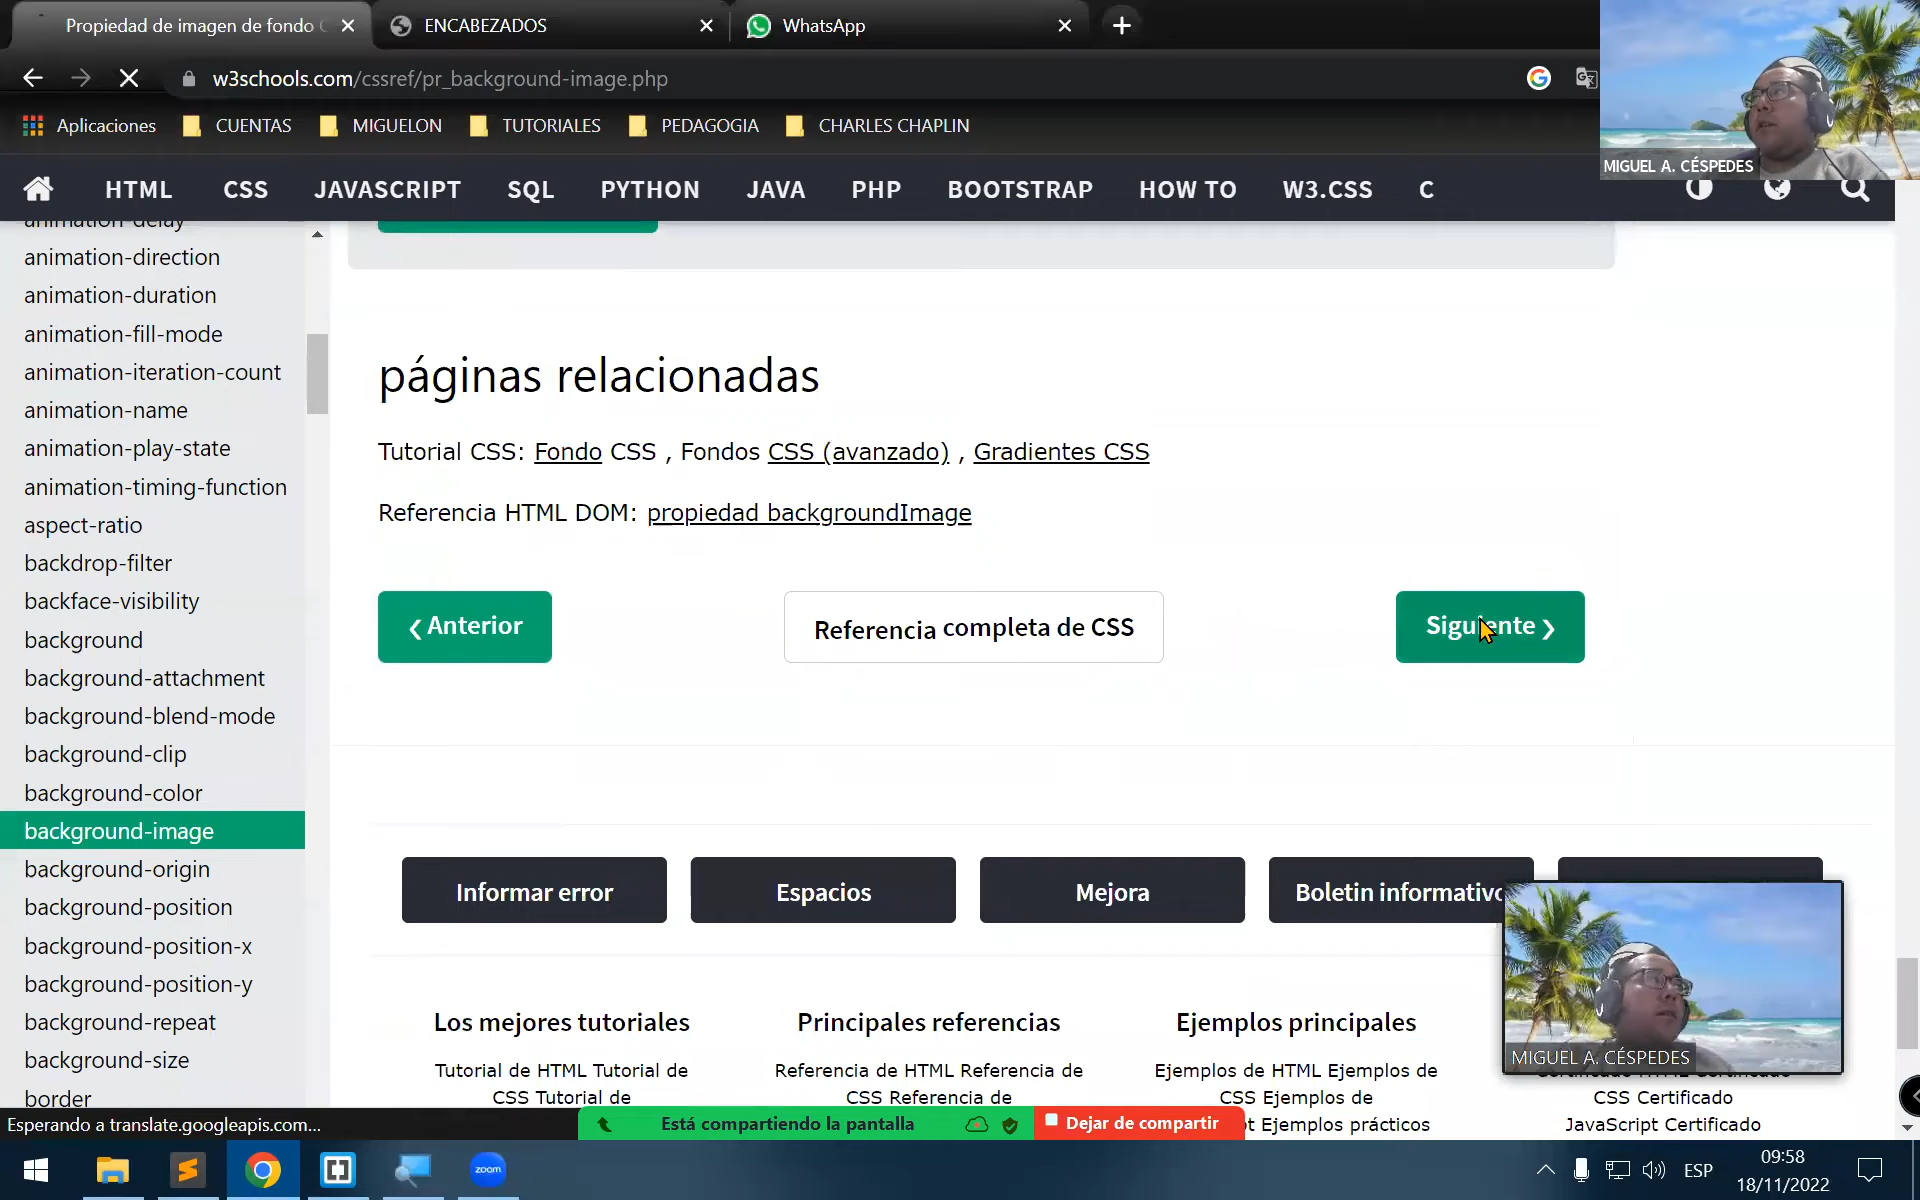 Propiedad de imagen de fondo
ENCABEZADOS
WhatsApp
w3schools.com/cssref/pr_background-image.php
Aplicaciones
CUENTAS
MIGUELON
TUTORIALES
PEDAGOGIA
CHARLES CHAPLIN
MIGUEL A. CÉSPEDES
HTML
CSS
JAVASCRIPT
SQL
PYTHON
JAVA
PHP
BOOTSTRAP
HOW TO
W3.CSS
C
animation-delay
animation-direction
animation-duration
animation-fill-mode
animation-iteration-count
animation-name
animation-play-state
animation-timing-function
aspect-ratio
backdrop-filter
backface-visibility
background
background-attachment
background-blend-mode
background-clip
background-color
background-image
background-origin
background-position
background-position-x
background-position-y
background-repeat
background-size
border
páginas relacionadas
Tutorial CSS: Fondo CSS , Fondos CSS (avanzado) , Gradientes CSS
Referencia HTML DOM: propiedad backgroundImage
❮ Anterior
Referencia completa de CSS
Siguiente ❯
Informar error
Espacios
Mejora
Boletin informativo
Los mejores tutoriales
Tutorial de HTML Tutorial de
CSS Tutorial de
Principales referencias
Referencia de HTML Referencia de
CSS Referencia de
Ejemplos principales
Ejemplos de HTML Ejemplos de
CSS Ejemplos de
Ejemplos prácticos
MIGUEL A. CÉSPEDES
CSS Certificado
JavaScript Certificado
Esperando a translate.googleapis.com...
Está compartiendo la pantalla
Dejar de compartir
zoom
ESP
09:58
18/11/2022